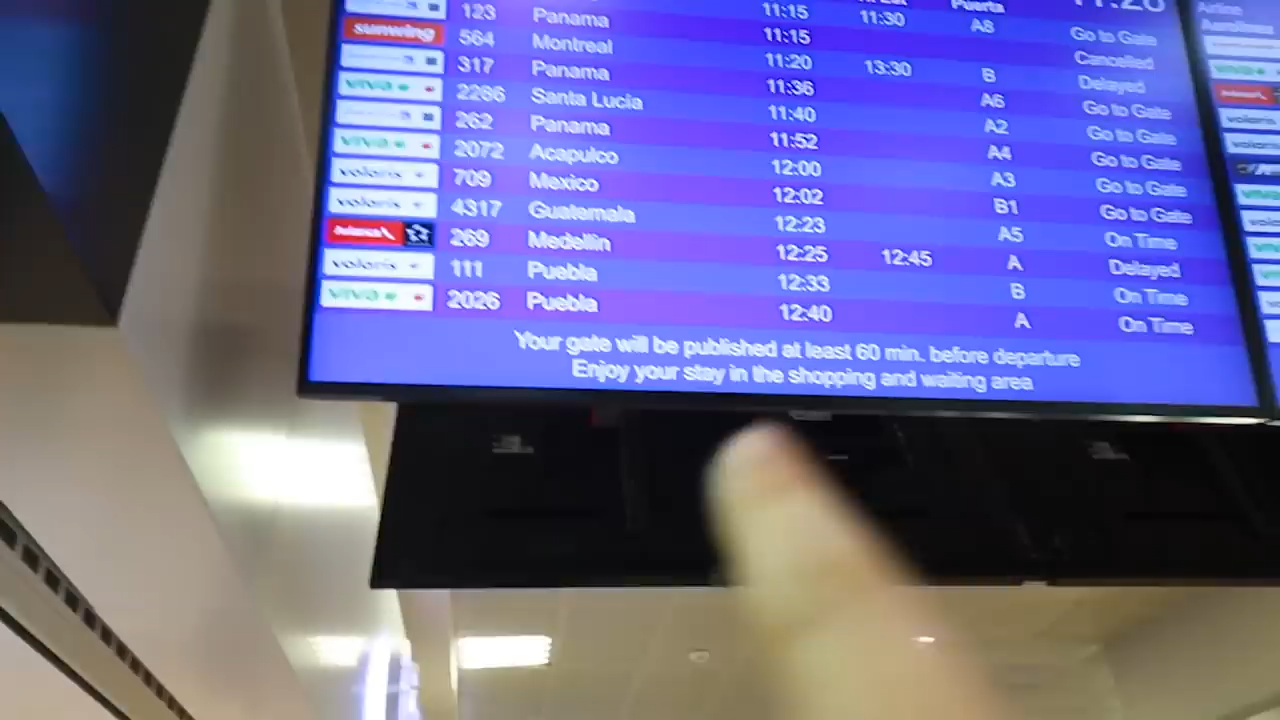 11:15 11:30 A8 Go to Gate
123 Panama 11:15 Cancelled
sunwing 564 Montreal 11:20 13:30 B Delayed
317 Panama 11:36 A6 Go to Gate
viva 2286 Santa Lucía 11:40 A2 Go to Gate
262 Panama 11:52 A4 Go to Gate
viva 2072 Acapulco 12:00 A3 Go to Gate
volaris 709 Mexico 12:02 B1 Go to Gate
volaris 4317 Guatemala 12:23 A5 On Time
Avianca 269 Medellin 12:25 12:45 A Delayed
volaris 111 Puebla 12:33 B On Time
viva 2026 Puebla 12:40 A On Time
Your gate will be published at least 60 min. before departure
Enjoy your stay in the shopping and waiting area